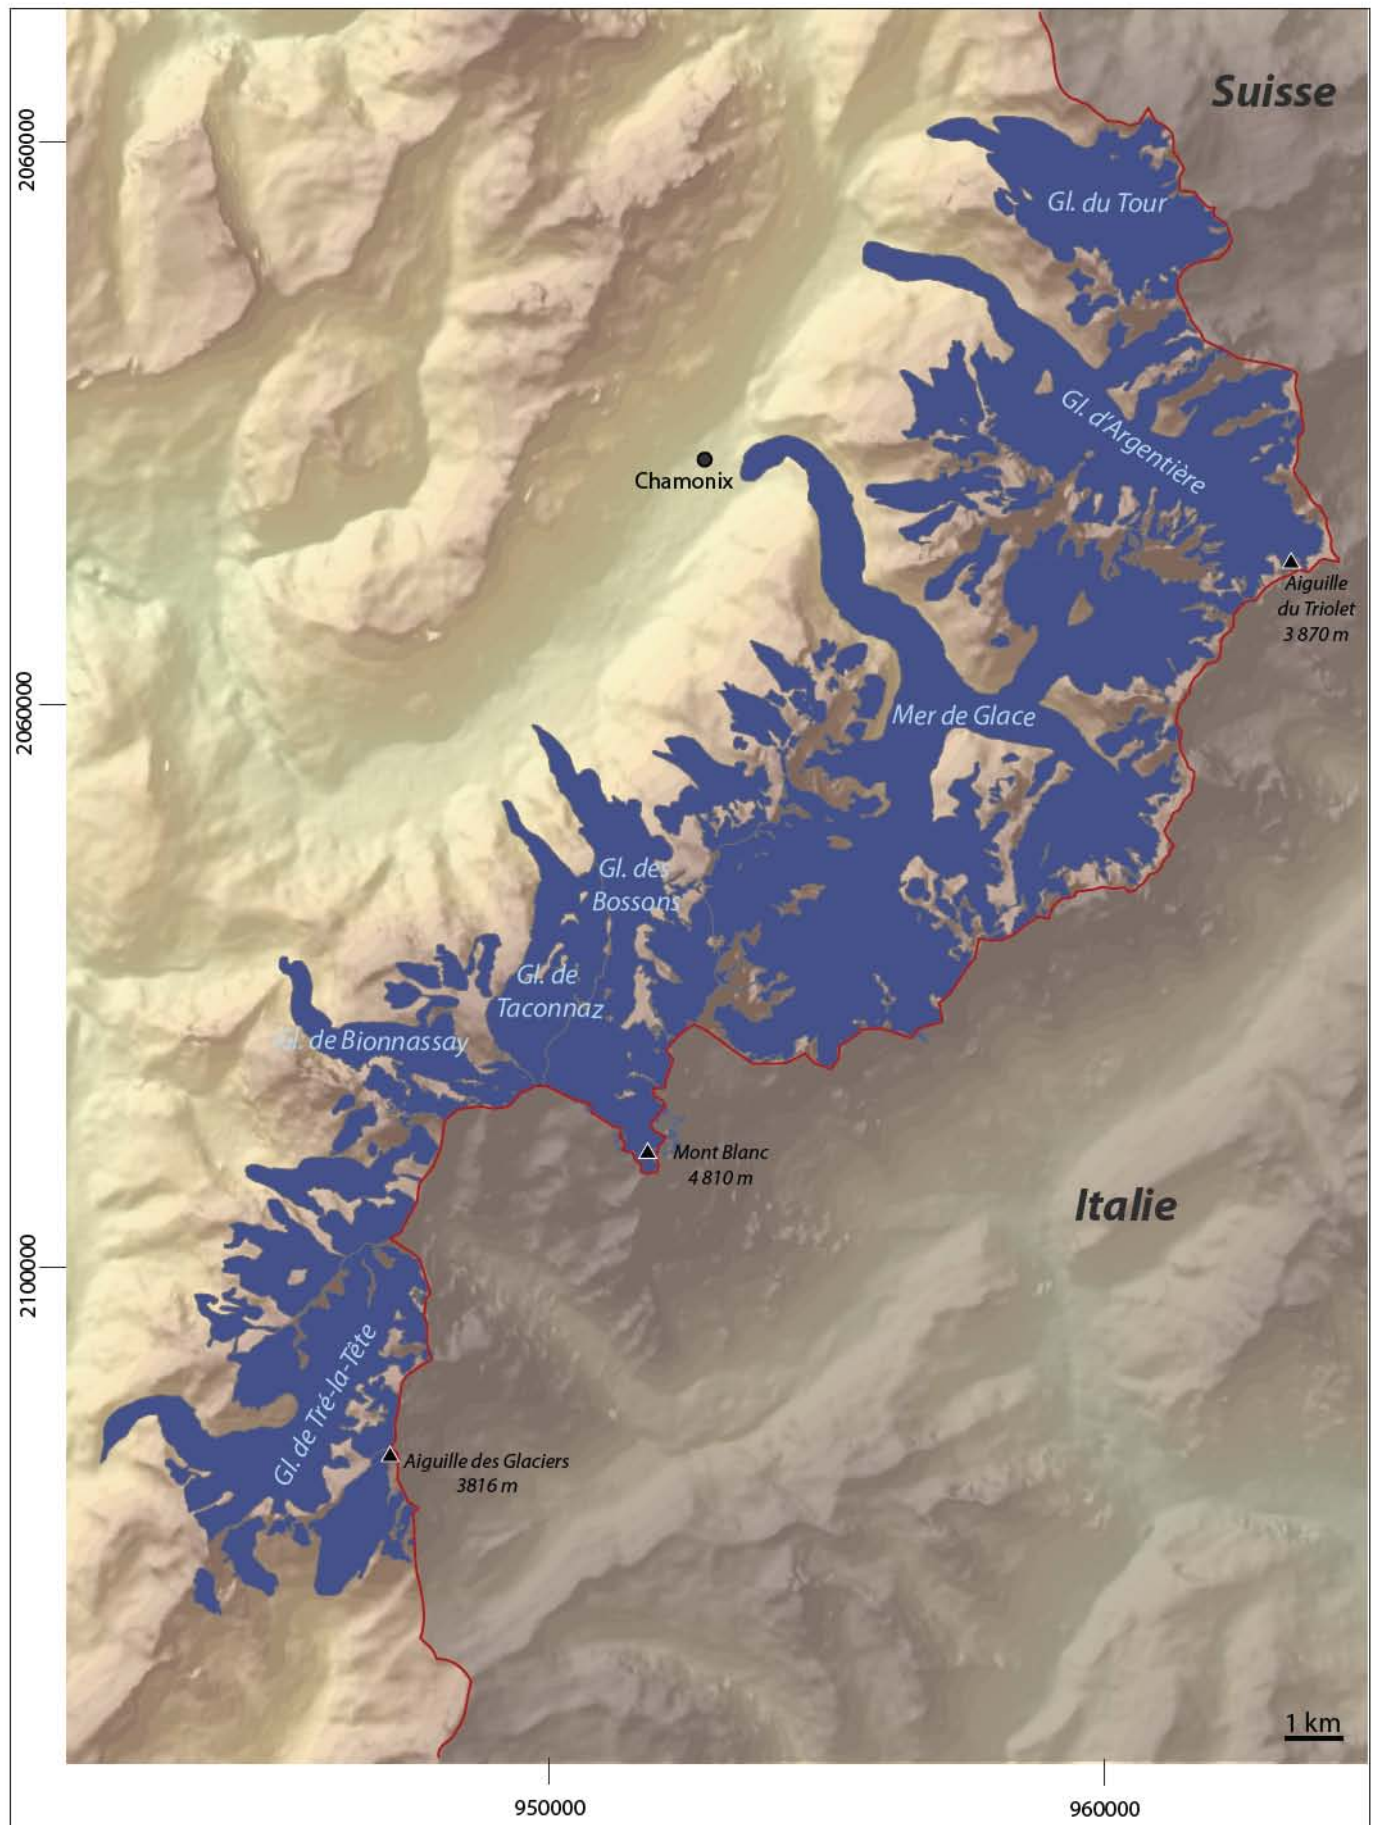 Suisse
2060000
Gl. du Tour
Gl. d'Argentière
Chamonix
Aiguille
du Triolet
3 870 m
2060000
Mer de Glace
Gl. des
Bossons
Gl. de
Taconnaz
Gl. de Bionnassay
Mont Blanc
4 810 m
Italie
2100000
Gl. de Tré-la-Tête
Aiguille des Glaciers
3816 m
1 km
950000
960000